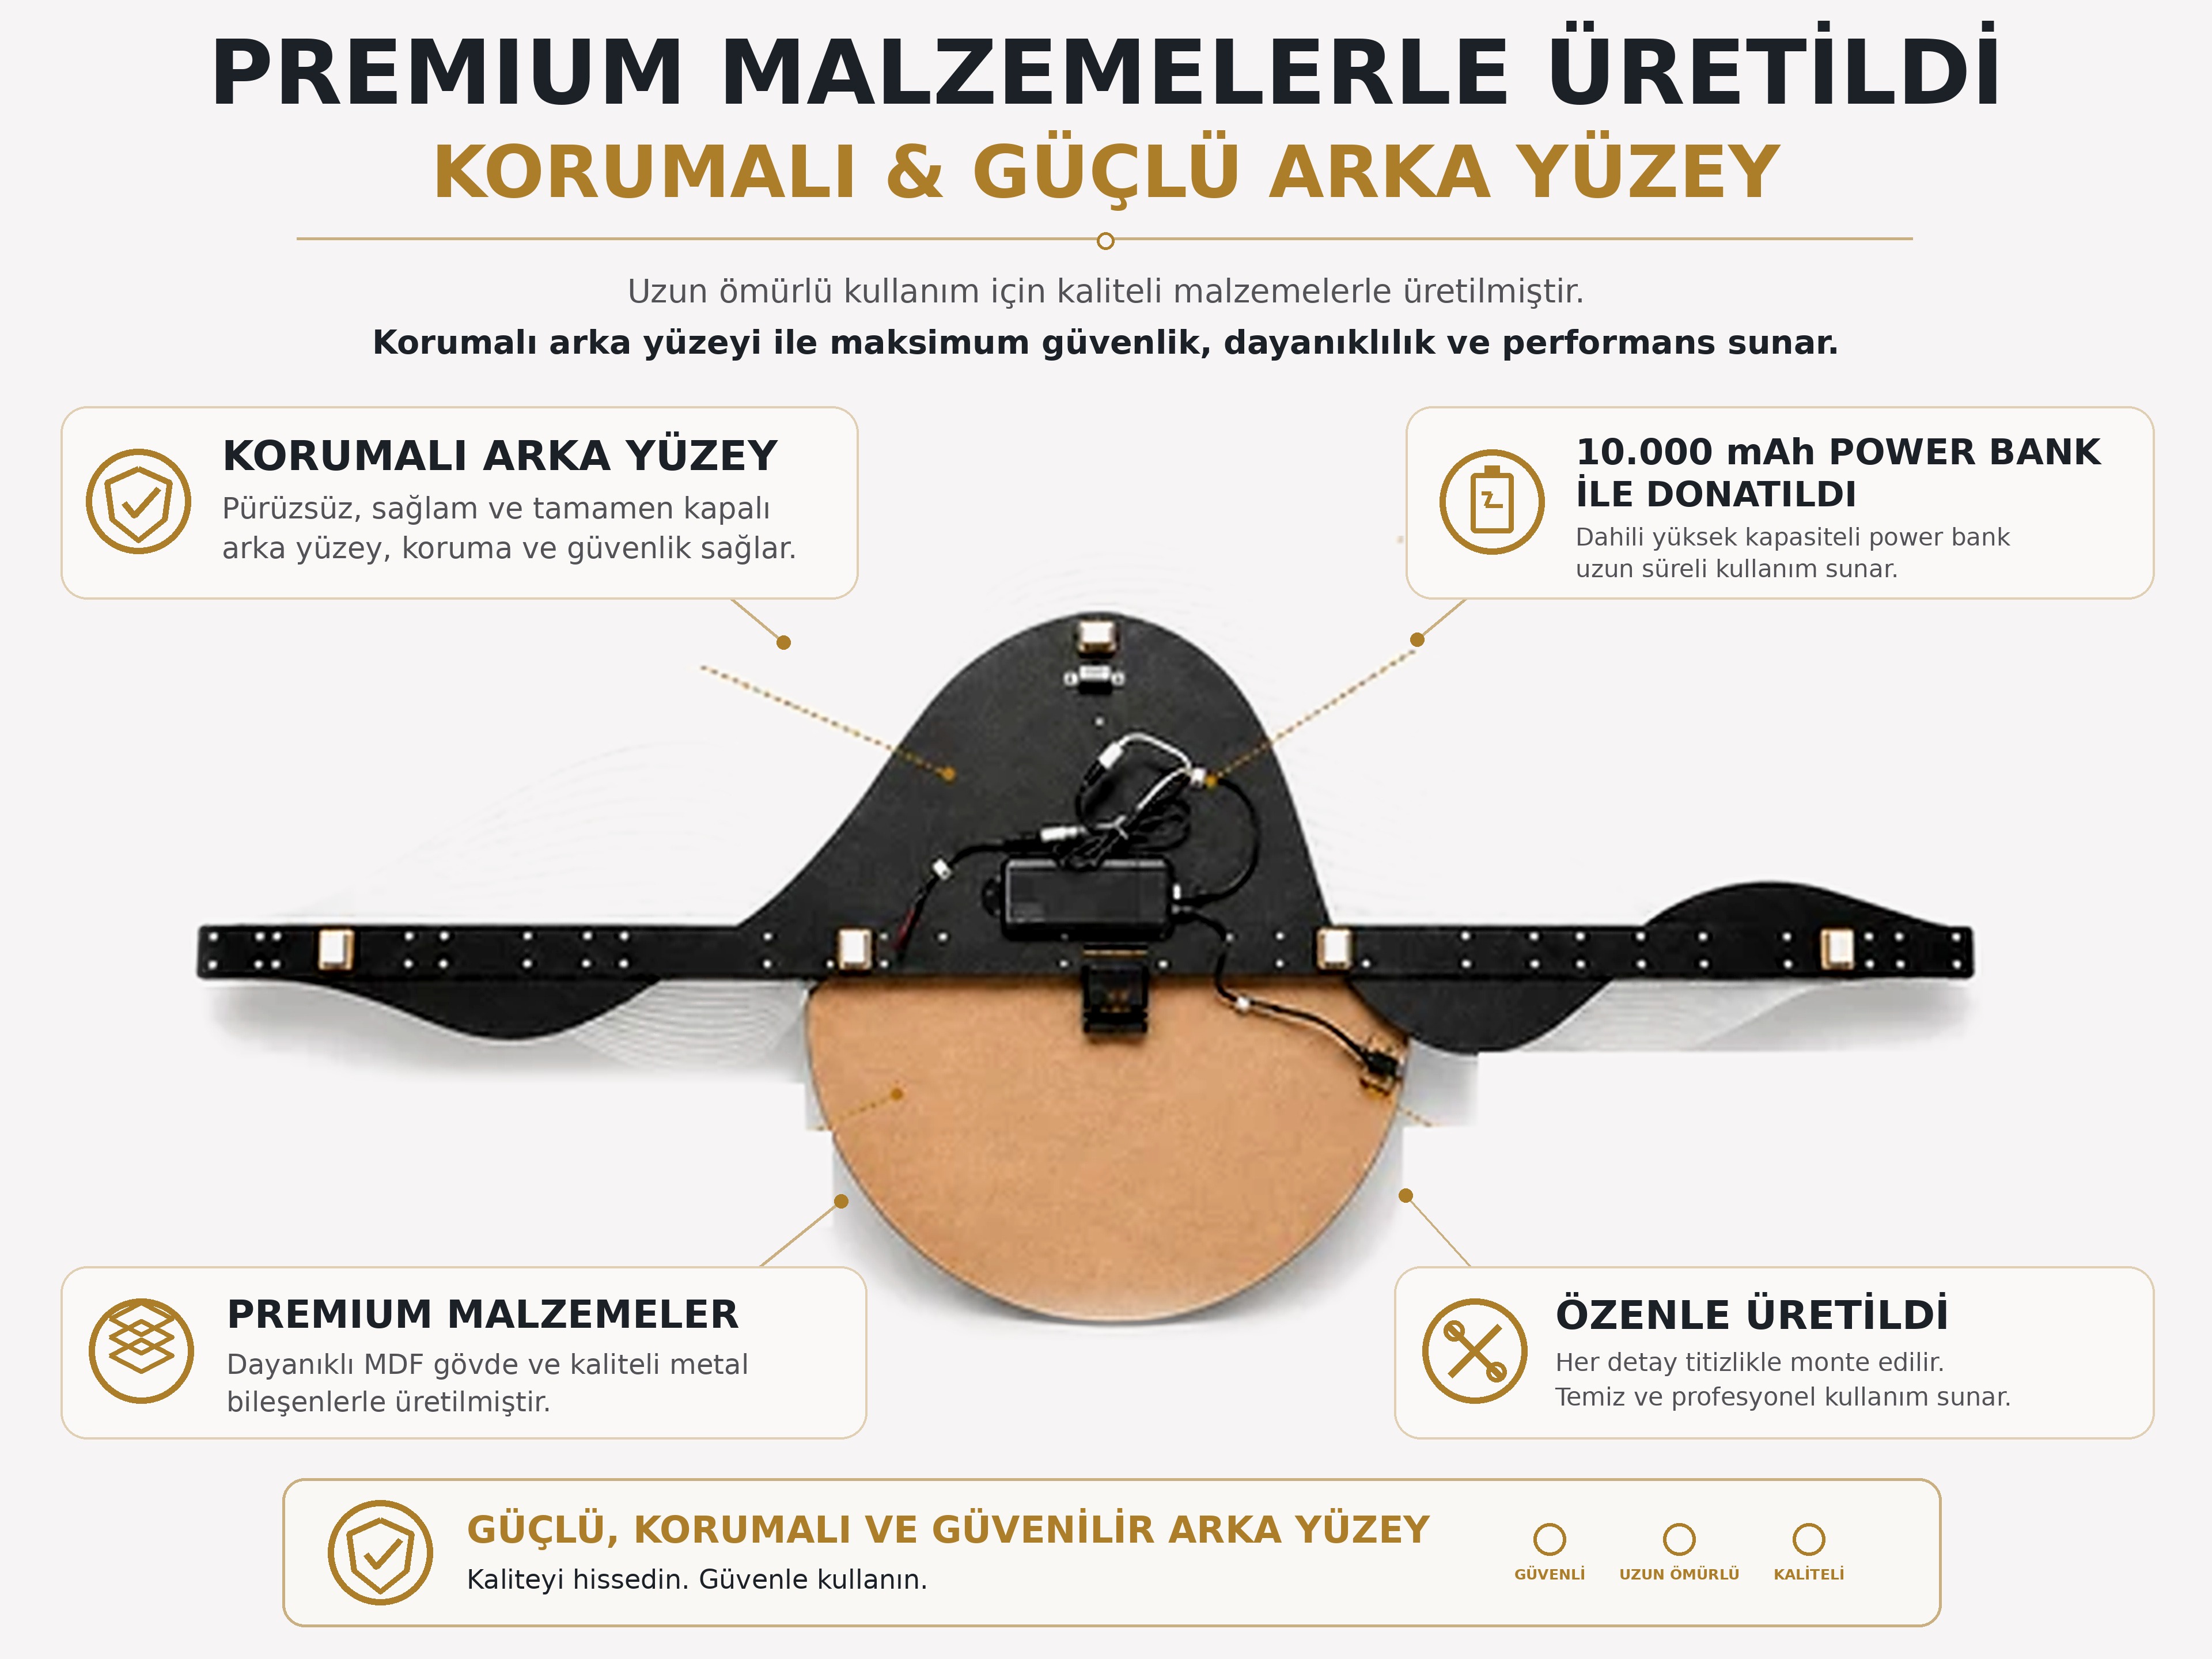 PREMIUM MALZEMELERLE ÜRETİLDİ
KORUMALI & GÜÇLÜ ARKA YÜZEY
Uzun ömürlü kullanım için kaliteli malzemelerle üretilmiştir.
Korumalı arka yüzeyi ile maksimum güvenlik, dayanıklılık ve performans sunar.
KORUMALI ARKA YÜZEY
Pürüzsüz, sağlam ve tamamen kapalı
arka yüzey, koruma ve güvenlik sağlar.
10.000 mAh POWER BANK
İLE DONATILDI
Dahili yüksek kapasiteli power bank
uzun süreli kullanım sunar.
PREMIUM MALZEMELER
Dayanıklı MDF gövde ve kaliteli metal
bileşenlerle üretilmiştir.
ÖZENLE ÜRETİLDİ
Her detay titizlikle monte edilir.
Temiz ve profesyonel kullanım sunar.
GÜÇLÜ, KORUMALI VE GÜVENİLİR ARKA YÜZEY
Kaliteyi hissedin. Güvenle kullanın.
GÜVENLİ
UZUN ÖMÜRLÜ
KALİTELİ